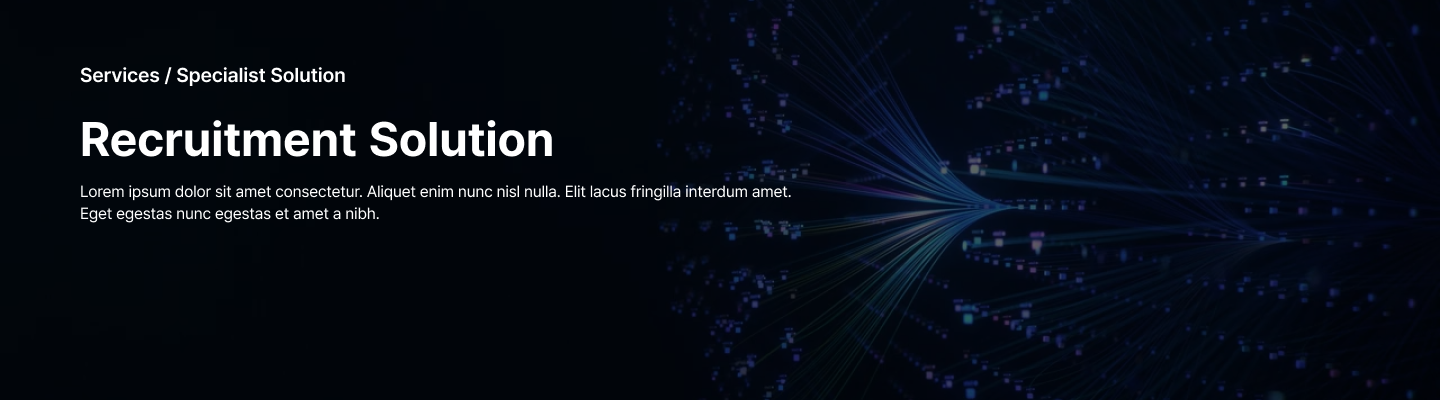 Services / Specialist Solution
Recruitment Solution
Lorem ipsum dolor sit amet consectetur. Aliquet enim nunc nisl nulla. Elit lacus fringilla interdum amet.
Eget egestas nunc egestas et amet a nibh.